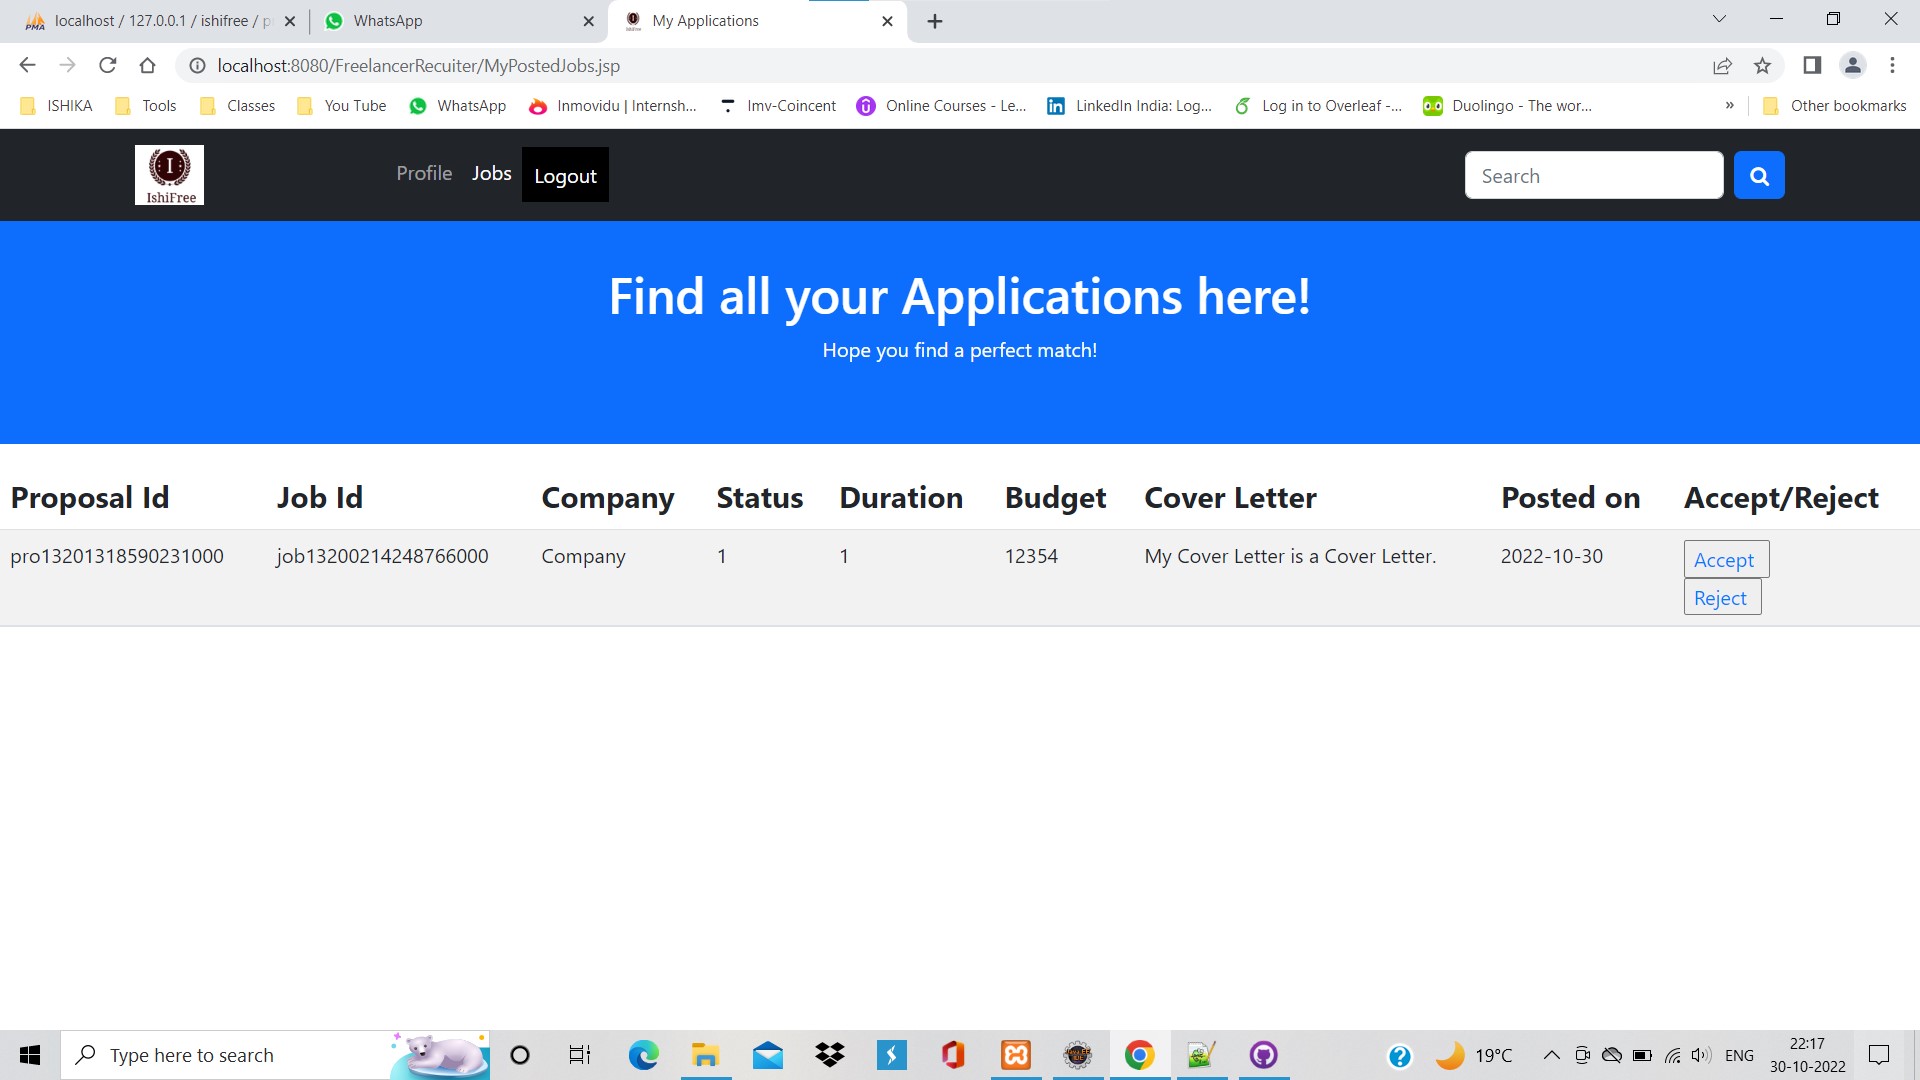 localhost / 127.0.0.1 / ishifree / p
WhatsApp
My Applications
localhost:8080/FreelancerRecuiter/MyPostedJobs.jsp
ISHIKA Tools Classes You Tube WhatsApp Inmovidu | Internsh... Imv-Coincent Online Courses - Le... LinkedIn India: Log... Log in to Overleaf -... Duolingo - The wor... » Other bookmarks
I
IshiFree
Profile Jobs Logout
Search
Find all your Applications here!
Hope you find a perfect match!
Proposal Id Job Id Company Status Duration Budget Cover Letter Posted on Accept/Reject
pro13201318590231000 job13200214248766000 Company 1 1 12354 My Cover Letter is a Cover Letter. 2022-10-30 Accept
Reject
Type here to search
19°C
ENG
22:17
30-10-2022